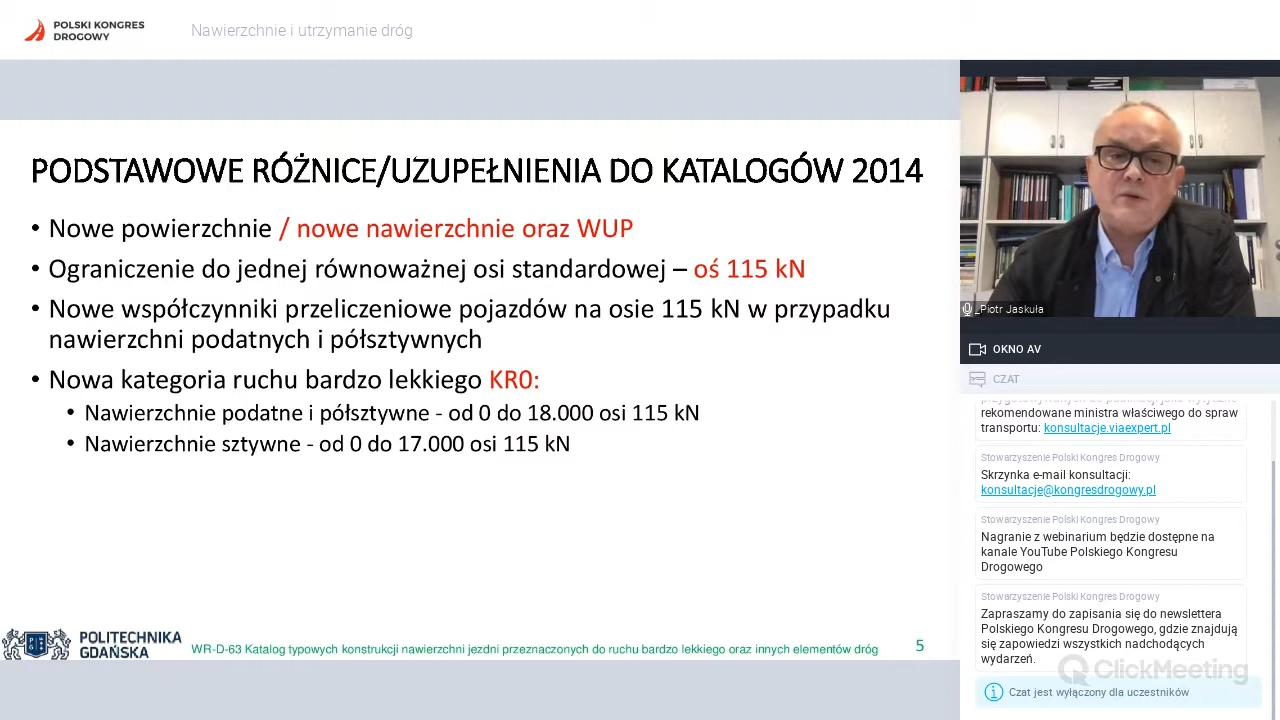 POLSKI KONGRES
DROGOWY
Nawierzchnie i utrzymanie dróg
PODSTAWOWE RÓŻNICE/UZUPEŁNIENIA DO KATALOGÓW 2014
• Nowe powierzchnie / nowe nawierzchnie oraz WUP
• Ograniczenie do jednej równoważnej osi standardowej – oś 115 kN
• Nowe współczynniki przeliczeniowe pojazdów na osie 115 kN w przypadku
nawierzchni podatnych i półsztywnych
• Nowa kategoria ruchu bardzo lekkiego KR0:
• Nawierzchnie podatne i półsztywne - od 0 do 18.000 osi 115 kN
• Nawierzchnie sztywne - od 0 do 17.000 osi 115 kN
POLITECHNIKA
GDAŃSKA
WR-D-63 Katalog typowych konstrukcji nawierzchni jezdni przeznaczonych do ruchu bardzo lekkiego oraz innych elementów dróg
5
_Piotr Jaskuła
OKNO AV
CZAT
rekomendowane ministra właściwego do spraw
transportu: konsultacje.viaexpert.pl
Stowarzyszenie Polski Kongres Drogowy
Skrzynka e-mail konsultacji:
konsultacje@kongresdrogowy.pl
Stowarzyszenie Polski Kongres Drogowy
Nagranie z webinarium będzie dostępne na
kanale YouTube Polskiego Kongresu
Drogowego
Stowarzyszenie Polski Kongres Drogowy
Zapraszamy do zapisania się do newslettera
Polskiego Kongresu Drogowego, gdzie znajdują
się zapowiedzi wszystkich nadchodzących
wydarzeń.
ClickMeeting
Czat jest wyłączony dla uczestników